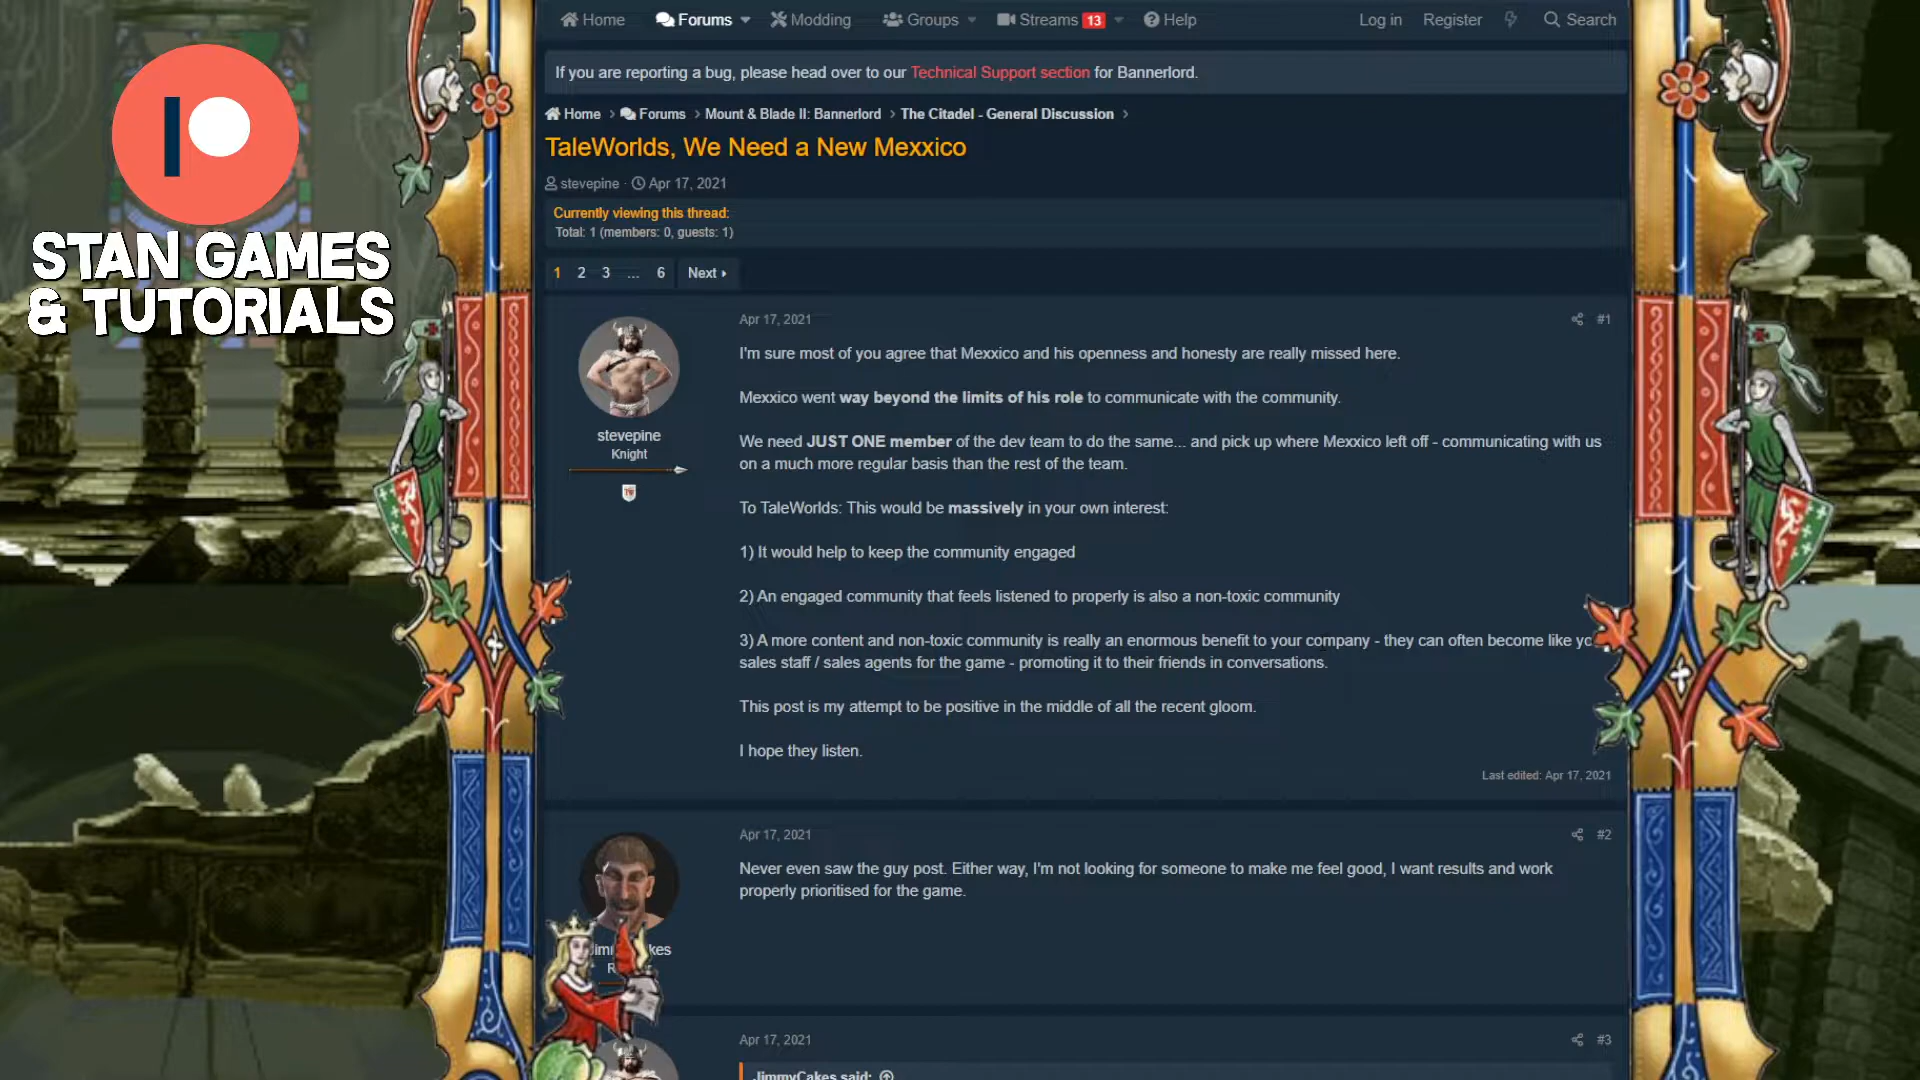 Home Forums Modding Groups Streams 13 Help Log in Register Search
If you are reporting a bug, please head over to our Technical Support section for Bannerlord.
Home › Forums › Mount & Blade II: Bannerlord › The Citadel - General Discussion ›
TaleWorlds, We Need a New Mexxico
stevepine · Apr 17, 2021
Currently viewing this thread:
Total: 1 (members: 0, guests: 1)
1 2 3 ... 6 Next
STAN GAMES
& TUTORIALS
Apr 17, 2021 #1
stevepine
Knight
I'm sure most of you agree that Mexxico and his openness and honesty are really missed here.
Mexxico went way beyond the limits of his role to communicate with the community.
We need JUST ONE member of the dev team to do the same... and pick up where Mexxico left off - communicating with us
on a much more regular basis than the rest of the team.
To TaleWorlds: This would be massively in your own interest:
1) It would help to keep the community engaged
2) An engaged community that feels listened to properly is also a non-toxic community
3) A more content and non-toxic community is really an enormous benefit to your company - they can often become like
sales staff / sales agents for the game - promoting it to their friends in conversations.
This post is my attempt to be positive in the middle of all the recent gloom.
I hope they listen.
Last edited: Apr 17, 2021
Apr 17, 2021 #2
Never even saw the guy post. Either way, I'm not looking for someone to make me feel good, I want results and work
properly prioritised for the game.
Apr 17, 2021 #3
JimmyCakes said: